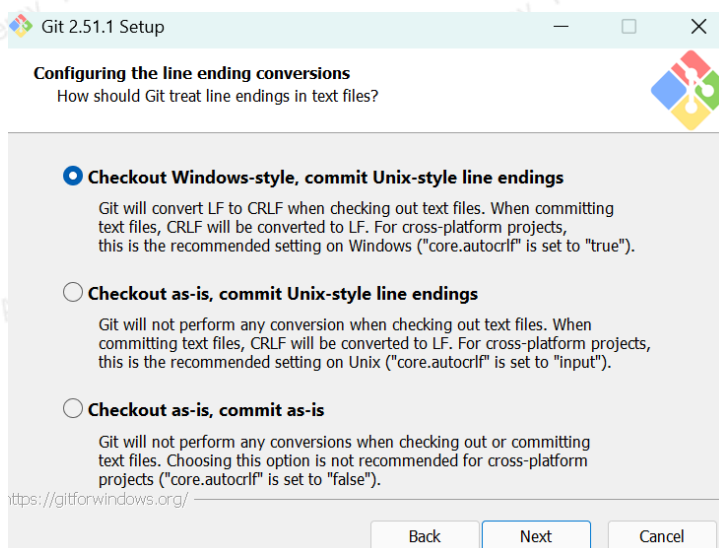 Git 2.51.1 Setup
Configuring the line ending conversions
How should Git treat line endings in text files?
Checkout Windows-style, commit Unix-style line endings
Git will convert LF to CRLF when checking out text files. When committing
text files, CRLF will be converted to LF. For cross-platform projects,
this is the recommended setting on Windows ("core.autocrlf" is set to "true").
Checkout as-is, commit Unix-style line endings
Git will not perform any conversion when checking out text files. When
committing text files, CRLF will be converted to LF. For cross-platform projects,
this is the recommended setting on Unix ("core.autocrlf" is set to "input").
Checkout as-is, commit as-is
Git will not perform any conversions when checking out or committing
text files. Choosing this option is not recommended for cross-platform
projects ("core.autocrlf" is set to "false").
https://gitforwindows.org/
Back Next Cancel